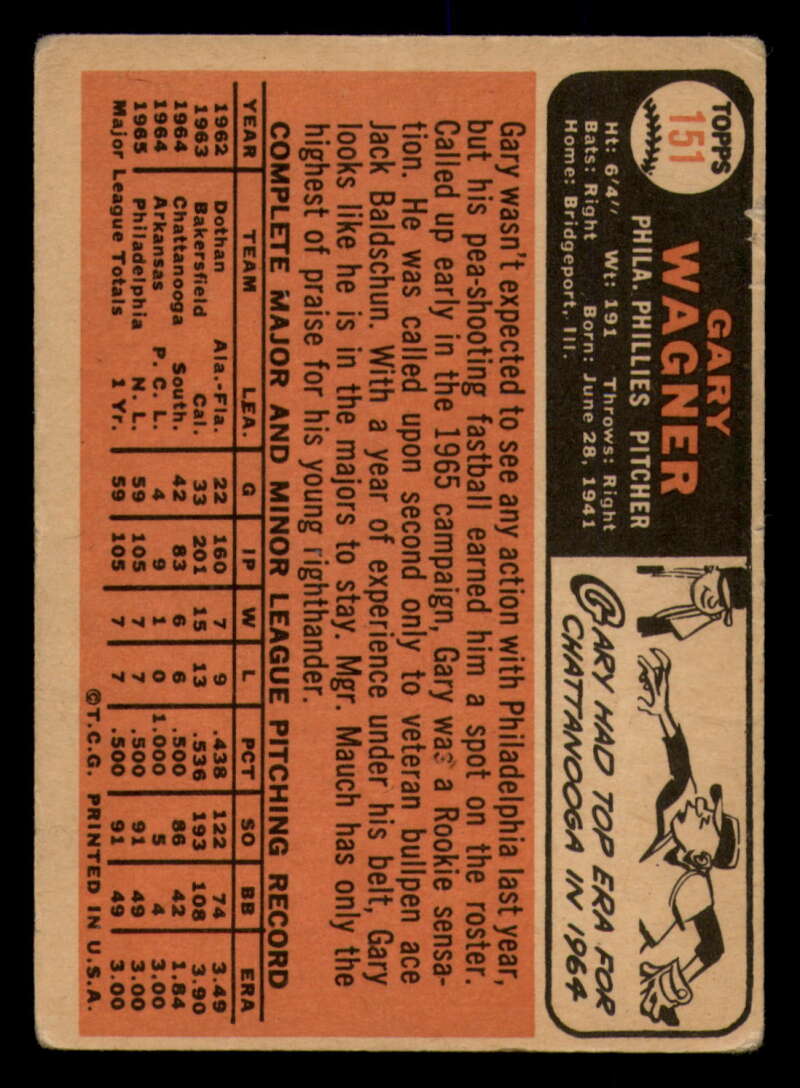 TOPPS
151
GARY
WAGNER
PHILA. PHILLIES PITCHER
Ht: 6'4" Wt: 191 Throws: Right
Bats: Right Born: June 28, 1941
Home: Bridgeport, Ill.
GARY HAD TOP ERA FOR
CHATTANOOGA IN 1964
Gary wasn't expected to see any action with Philadelphia last year,
but his pea-shooting fastball earned him a spot on the roster.
Called up early in the 1965 campaign, Gary was a Rookie sensa-
tion. He was called upon second only to veteran bullpen ace
Jack Baldschun. With a year of experience under his belt, Gary
looks like he is in the majors to stay. Mgr. Mauch has only the
highest of praise for his young righthander.
COMPLETE MAJOR AND MINOR LEAGUE PITCHING RECORD
YEAR TEAM LEA. G IP W L PCT SO BB ERA
1962 Dothan Ala.-Fla. 22 160 7 9 .438 122 74 3.49
1963 Bakersfield Cal. 33 201 15 13 .536 193 108 3.90
1964 Chattanooga South. 42 83 6 6 .500 86 42 1.84
1964 Arkansas P. C. L. 4 9 1 0 1.000 5 4 3.00
1965 Philadelphia N. L. 59 105 7 7 .500 91 49 3.00
Major League Totals 1 Yr. 59 105 7 7 .500 91 49 3.00
©T.C.G. PRINTED IN U.S.A.